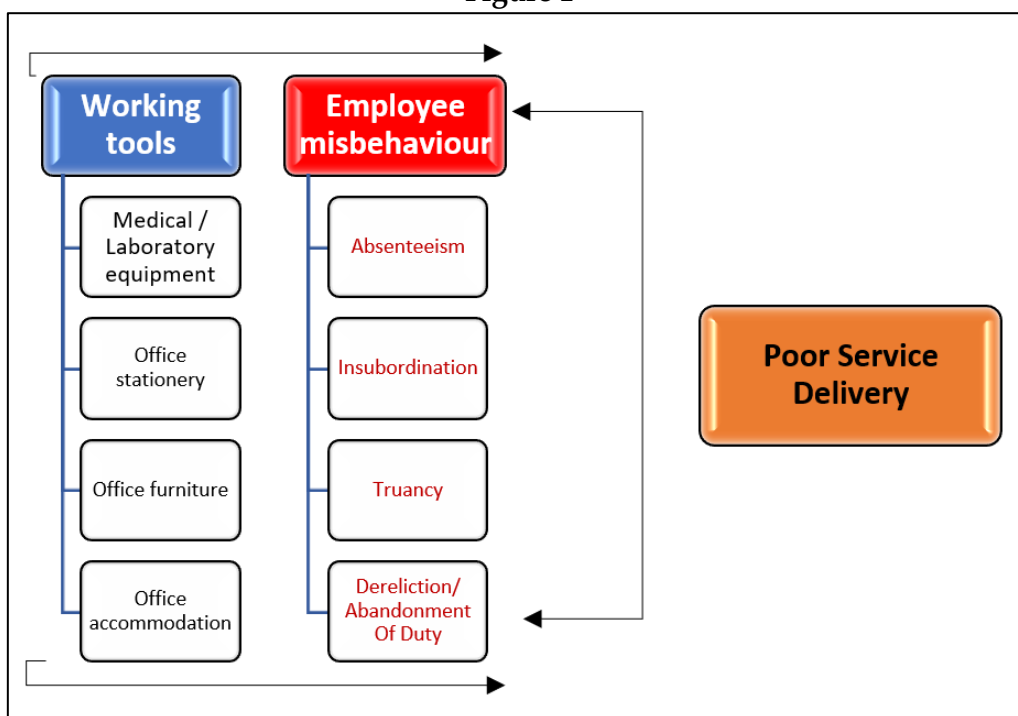 Working
tools
Medical /
Laboratory
equipment
Office
stationery
Office furniture
Office
accommodation
Employee
misbehaviour
Absenteeism
Insubordination
Truancy
Dereliction/
Abandonment
Of Duty
Poor Service
Delivery